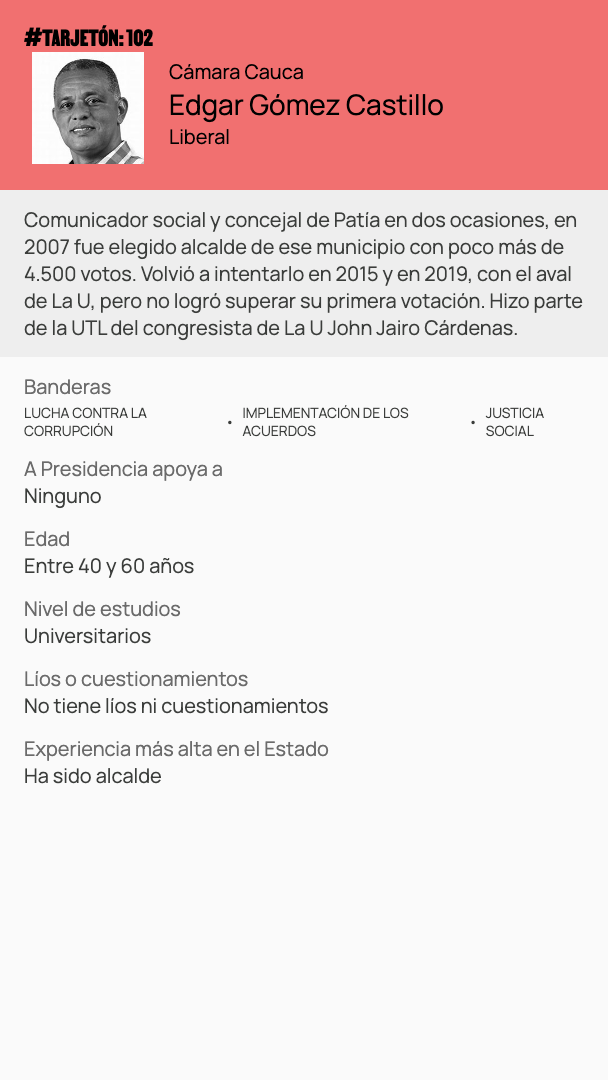 #TARJETÓN: 102
Cámara Cauca
Edgar Gómez Castillo
Liberal
Comunicador social y concejal de Patía en dos ocasiones, en
2007 fue elegido alcalde de ese municipio con poco más de
4.500 votos. Volvió a intentarlo en 2015 y en 2019, con el aval
de La U, pero no logró superar su primera votación. Hizo parte
de la UTL del congresista de La U John Jairo Cárdenas.
Banderas
LUCHA CONTRA LA CORRUPCIÓN • IMPLEMENTACIÓN DE LOS ACUERDOS • JUSTICIA SOCIAL
A Presidencia apoya a
Ninguno
Edad
Entre 40 y 60 años
Nivel de estudios
Universitarios
Líos o cuestionamientos
No tiene líos ni cuestionamientos
Experiencia más alta en el Estado
Ha sido alcalde